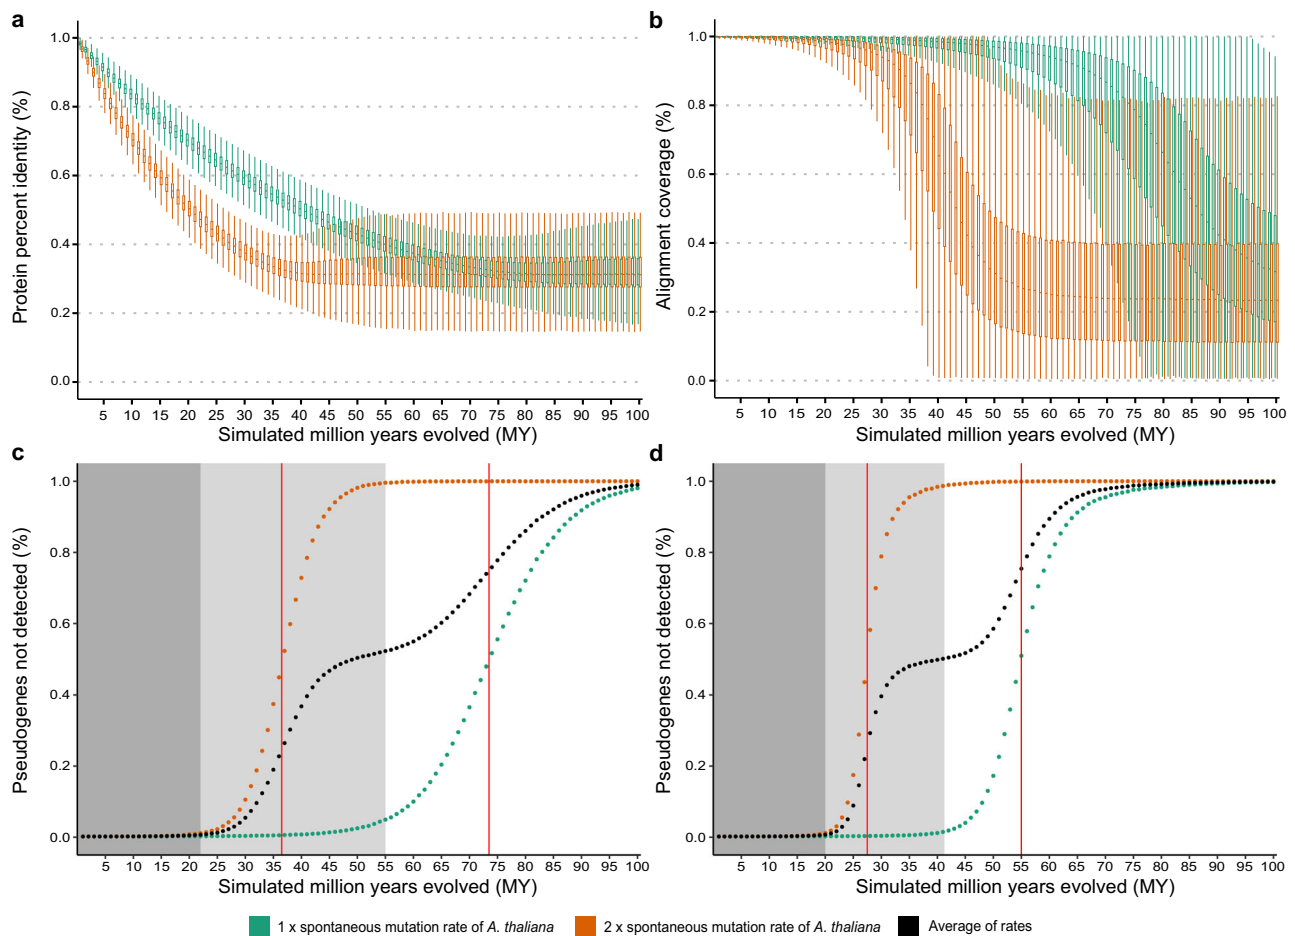 a
1.0
0.8
0.6
0.4
0.2
0.0
Protein percent identity (%)
5 10 15 20 25 30 35 40 45 50 55 60 65 70 75 80 85 90 95 100
Simulated million years evolved (MY)
b
1.0
0.8
0.6
0.4
0.2
0.0
Alignment coverage (%)
5 10 15 20 25 30 35 40 45 50 55 60 65 70 75 80 85 90 95 100
Simulated million years evolved (MY)
c
1.0
0.8
0.6
0.4
0.2
0.0
Pseudogenes not detected (%)
5 10 15 20 25 30 35 40 45 50 55 60 65 70 75 80 85 90 95 100
Simulated million years evolved (MY)
d
1.0
0.8
0.6
0.4
0.2
0.0
Pseudogenes not detected (%)
5 10 15 20 25 30 35 40 45 50 55 60 65 70 75 80 85 90 95 100
Simulated million years evolved (MY)
1 x spontaneous mutation rate of A. thaliana
2 x spontaneous mutation rate of A. thaliana
Average of rates